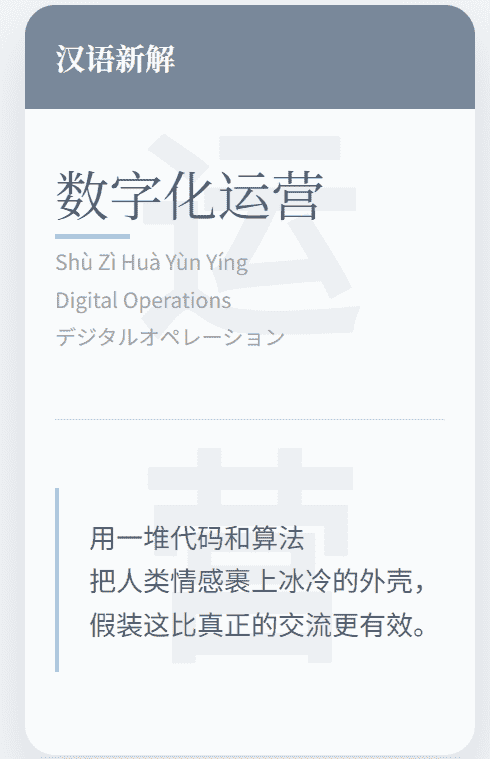 汉语新解
数字化运营
Shù Zì Huà Yùn Yíng
Digital Operations
デジタルオペレーション
运
营
用一堆代码和算法
把人类情感裹上冰冷的外壳，
假装这比真正的交流更有效。